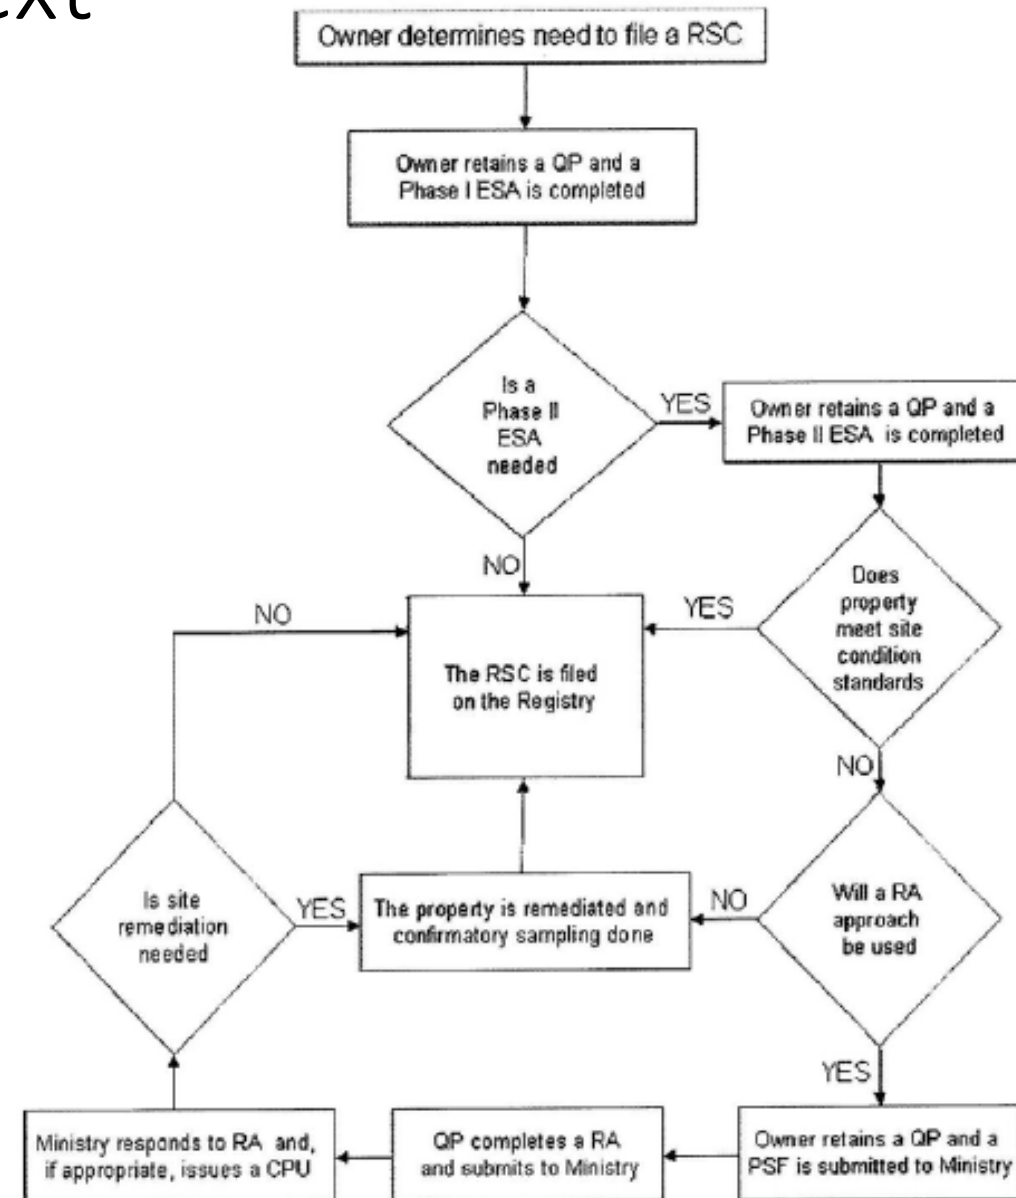 Owner determines need to file a RSC
Owner retains a QP and a
Phase I ESA is completed
Is a
Phase II
ESA
needed
YES
Owner retains a QP and a
Phase II ESA is completed
NO
Does
property
meet site
condition
standards
YES
NO
The RSC is filed
on the Registry
NO
Will a RA
approach
be used
NO
The property is remediated and
confirmatory sampling done
YES
Is site
remediation
needed
YES
Owner retains a QP and a
PSF is submitted to Ministry
QP completes a RA
and submits to Ministry
Ministry responds to RA and,
if appropriate, issues a CPU